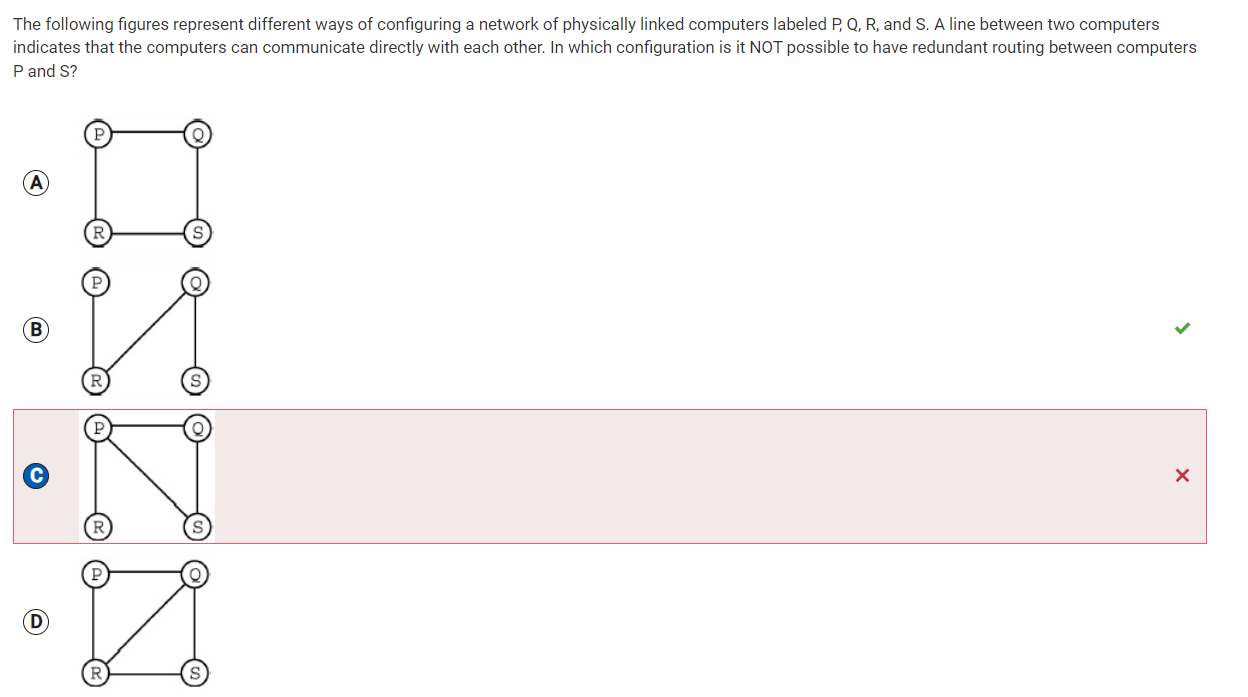 The following figures represent different ways of configuring a network of physically linked computers labeled P, Q, R, and S. A line between two computers
indicates that the computers can communicate directly with each other. In which configuration is it NOT possible to have redundant routing between computers
P and S?
P Q
A
R S
P Q
B
R S
P Q
C
R S
P Q
D
R S